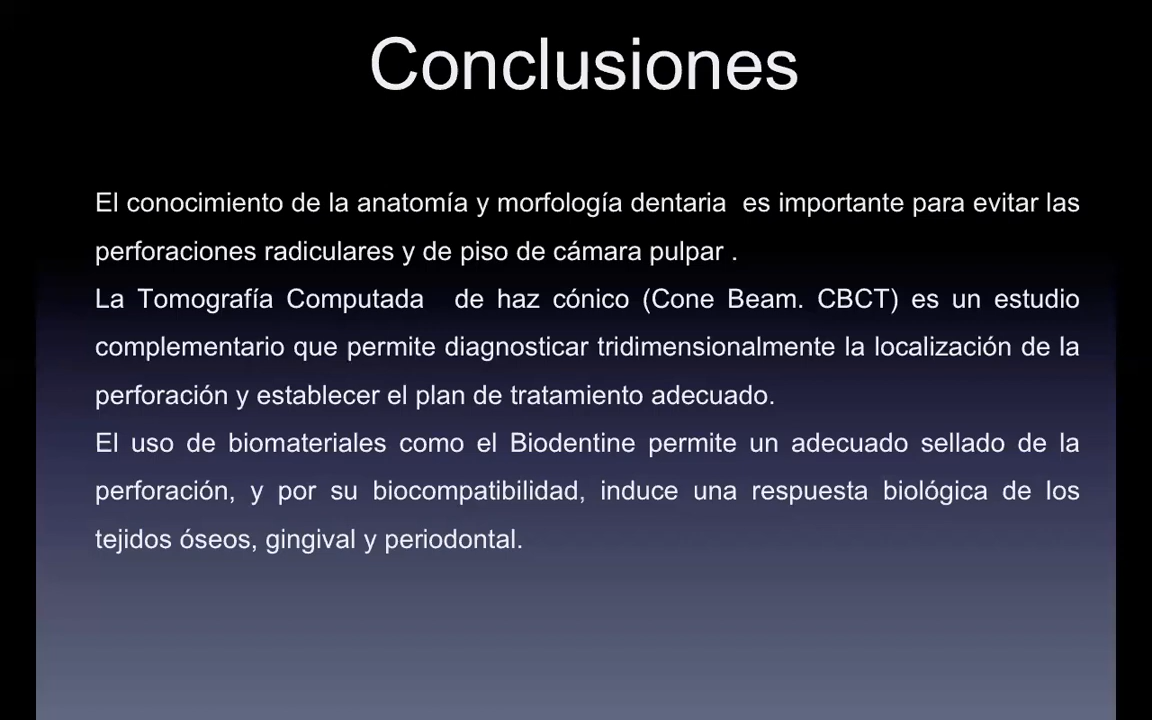 Conclusiones
El conocimiento de la anatomía y morfología dentaria  es importante para evitar las
perforaciones radiculares y de piso de cámara pulpar .
La Tomografía Computada  de haz cónico (Cone Beam. CBCT) es un estudio
complementario que permite diagnosticar tridimensionalmente la localización de la
perforación y establecer el plan de tratamiento adecuado.
El uso de biomateriales como el Biodentine permite un adecuado sellado de la
perforación, y por su biocompatibilidad, induce una respuesta biológica de los
tejidos óseos, gingival y periodontal.